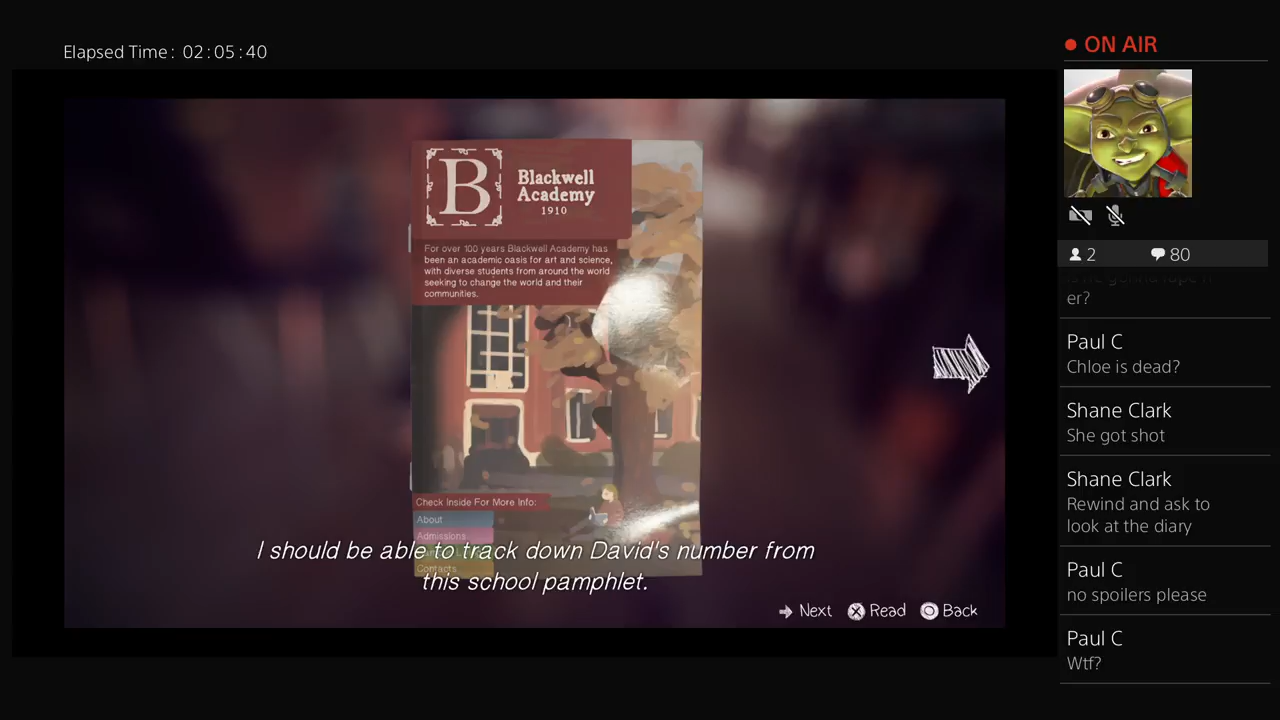 Elapsed Time: 02:05:40
ON AIR
B
Blackwell
Academy
1910
For over 100 years Blackwell Academy has
been an academic oasis for art and science,
with diverse students from around the world
seeking to change the world and their
communities.
Check Inside For More Info:
About
Admissions
Contacts
I should be able to track down David's number from
this school pamphlet.
Next
Read
Back
2
80
er?
Paul C
Chloe is dead?
Shane Clark
She got shot
Shane Clark
Rewind and ask to
look at the diary
Paul C
no spoilers please
Paul C
Wtf?